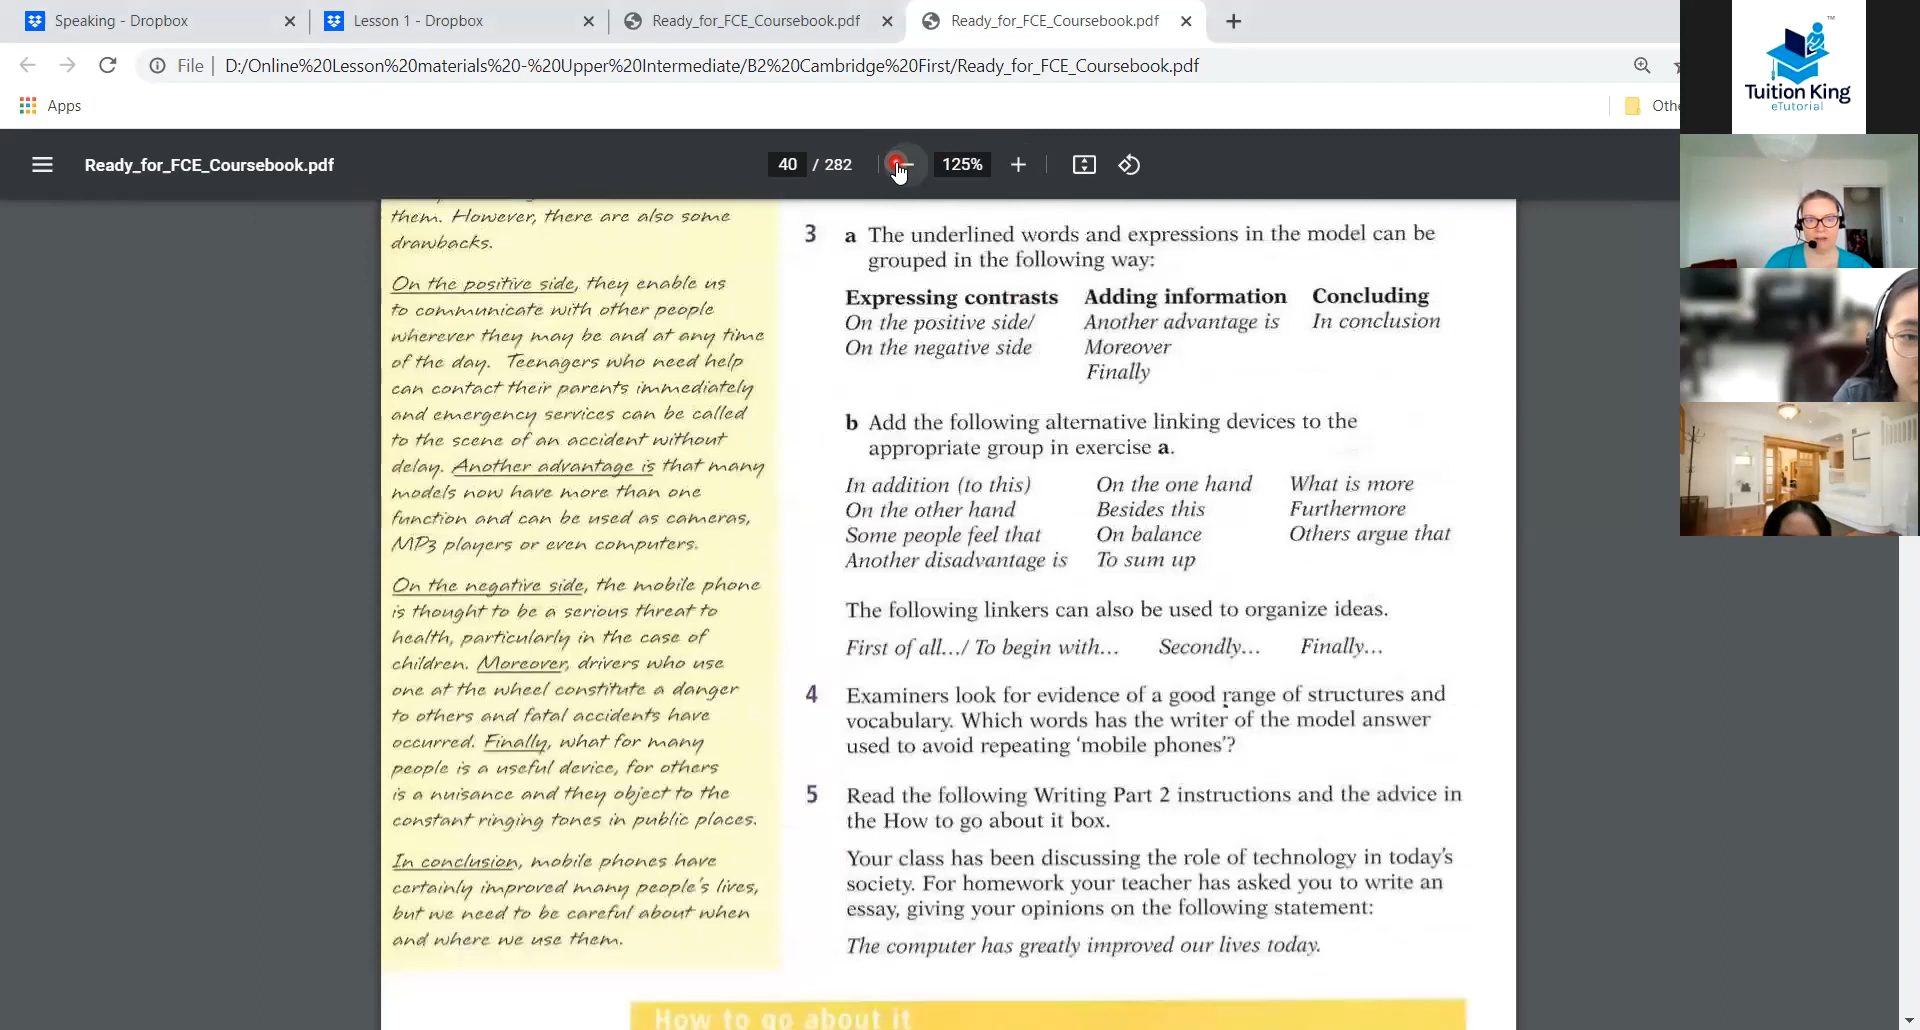 Speaking - Dropbox
Lesson 1 - Dropbox
Ready_for_FCE_Coursebook.pdf
Ready_for_FCE_Coursebook.pdf
File
D:/Online%20Lesson%20materials%20-%20Upper%20Intermediate/B2%20Cambridge%20First/Ready_for_FCE_Coursebook.pdf
Apps
Ready_for_FCE_Coursebook.pdf
40 / 282
125%
TM
Tuition King
eTutorial
them. However, there are also some
drawbacks.
On the positive side, they enable us
to communicate with other people
wherever they may be and at any time
of the day. Teenagers who need help
can contact their parents immediately
and emergency services can be called
to the scene of an accident without
delay. Another advantage is that many
models now have more than one
function and can be used as cameras,
MP3 players or even computers.
On the negative side, the mobile phone
is thought to be a serious threat to
health, particularly in the case of
children. Moreover, drivers who use
one at the wheel constitute a danger
to others and fatal accidents have
occurred. Finally, what for many
people is a useful device, for others
is a nuisance and they object to the
constant ringing tones in public places.
In conclusion, mobile phones have
certainly improved many people's lives,
but we need to be careful about when
and where we use them.
3 a The underlined words and expressions in the model can be
grouped in the following way:
Expressing contrasts Adding information Concluding
On the positive side/ Another advantage is In conclusion
On the negative side Moreover
Finally
b Add the following alternative linking devices to the
appropriate group in exercise a.
In addition (to this) On the one hand What is more
On the other hand Besides this Furthermore
Some people feel that On balance Others argue that
Another disadvantage is To sum up
The following linkers can also be used to organize ideas.
First of all.../ To begin with... Secondly... Finally...
4 Examiners look for evidence of a good range of structures and
vocabulary. Which words has the writer of the model answer
used to avoid repeating 'mobile phones'?
5 Read the following Writing Part 2 instructions and the advice in
the How to go about it box.
Your class has been discussing the role of technology in today's
society. For homework your teacher has asked you to write an
essay, giving your opinions on the following statement:
The computer has greatly improved our lives today.
How to go about it